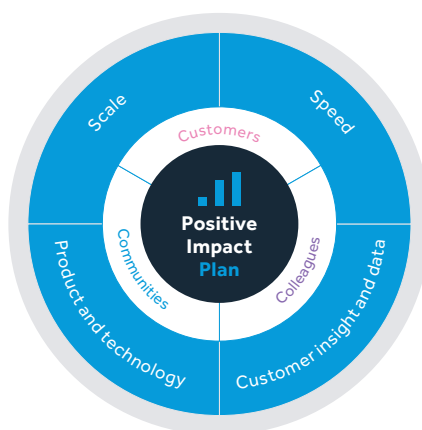 Scale
Speed
Customers
Positive
Impact
Plan
Communities
Colleagues
Product and technology
Customer insight and data